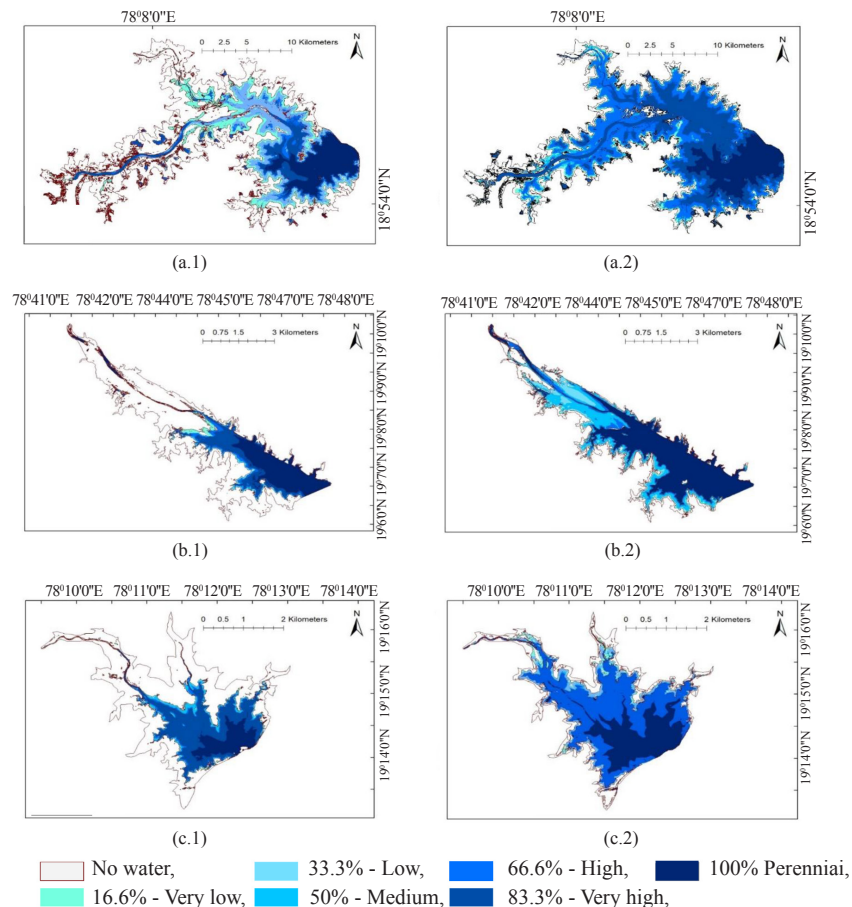 78⁰8'0"E
78⁰8'0"E
0 2.5 5 10 Kilometers
N
0 2.5 5 10 Kilometers
N
18⁰54'0"N
18⁰54'0"N
(a.1)
(a.2)
78⁰41'0"E 78⁰42'0"E 78⁰44'0"E 78⁰45'0"E 78⁰47'0"E 78⁰48'0"E
78⁰41'0"E 78⁰42'0"E 78⁰44'0"E 78⁰45'0"E 78⁰47'0"E 78⁰48'0"E
0 0.75 1.5 3 Kilometers
N
0 0.75 1.5 3 Kilometers
N
19⁰6'0"N 19⁰7'0"N 19⁰8'0"N 19⁰9'0"N 19⁰10'0"N
19⁰6'0"N 19⁰7'0"N 19⁰8'0"N 19⁰9'0"N 19⁰10'0"N
(b.1)
(b.2)
78⁰10'0"E 78⁰11'0"E 78⁰12'0"E 78⁰13'0"E 78⁰14'0"E
78⁰10'0"E 78⁰11'0"E 78⁰12'0"E 78⁰13'0"E 78⁰14'0"E
0 0.5 1 2 Kilometers
N
0 0.5 1 2 Kilometers
N
19⁰14'0"N 19⁰15'0"N 19⁰16'0"N
19⁰14'0"N 19⁰15'0"N 19⁰16'0"N
(c.1)
(c.2)
No water, 33.3% - Low, 66.6% - High, 100% Perenniai,
16.6% - Very low, 50% - Medium, 83.3% - Very high,